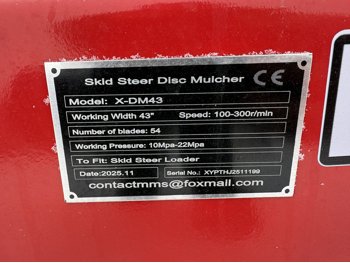 Skid Steer Disc Mulcher CE
Model: X-DM43
Working Width 43" Speed: 100-300r/min
Number of blades: 54
Working Pressure: 10Mpa-22Mpa
To Fit: Skid Steer Loader
Date:2025.11 Serial No.: XYPTHJ2511199
contactmms@foxmail.com